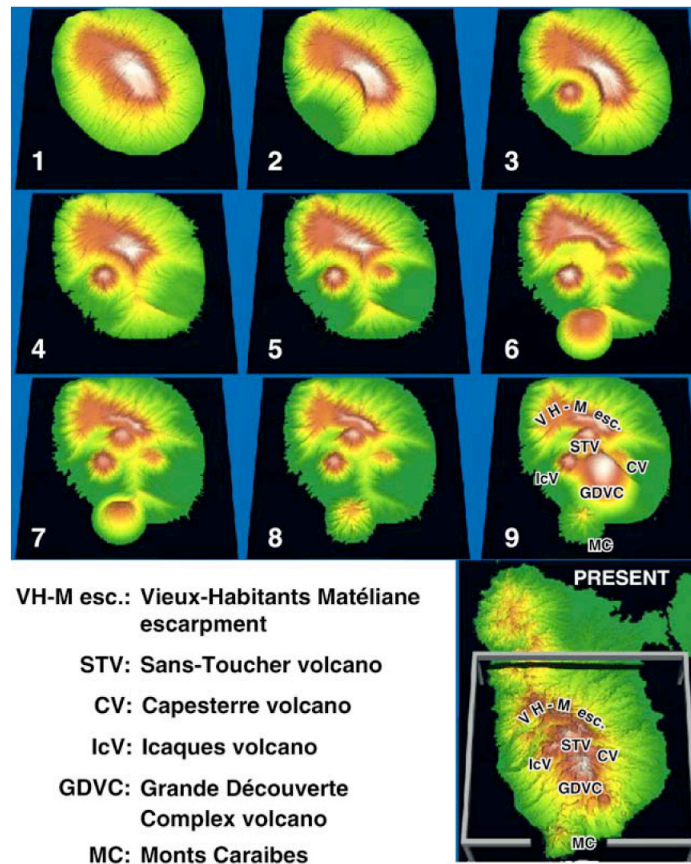 1
2
3
4
5
6
7
8
9
VH-M esc.
STV
CV
IcV
GDVC
MC
VH-M esc.: Vieux-Habitants Matéliane
escarpment
STV: Sans-Toucher volcano
CV: Capesterre volcano
IcV: Icaques volcano
GDVC: Grande Découverte
Complex volcano
MC: Monts Caraibes
PRESENT
VH-M esc.
STV
CV
IcV
GDVC
MC